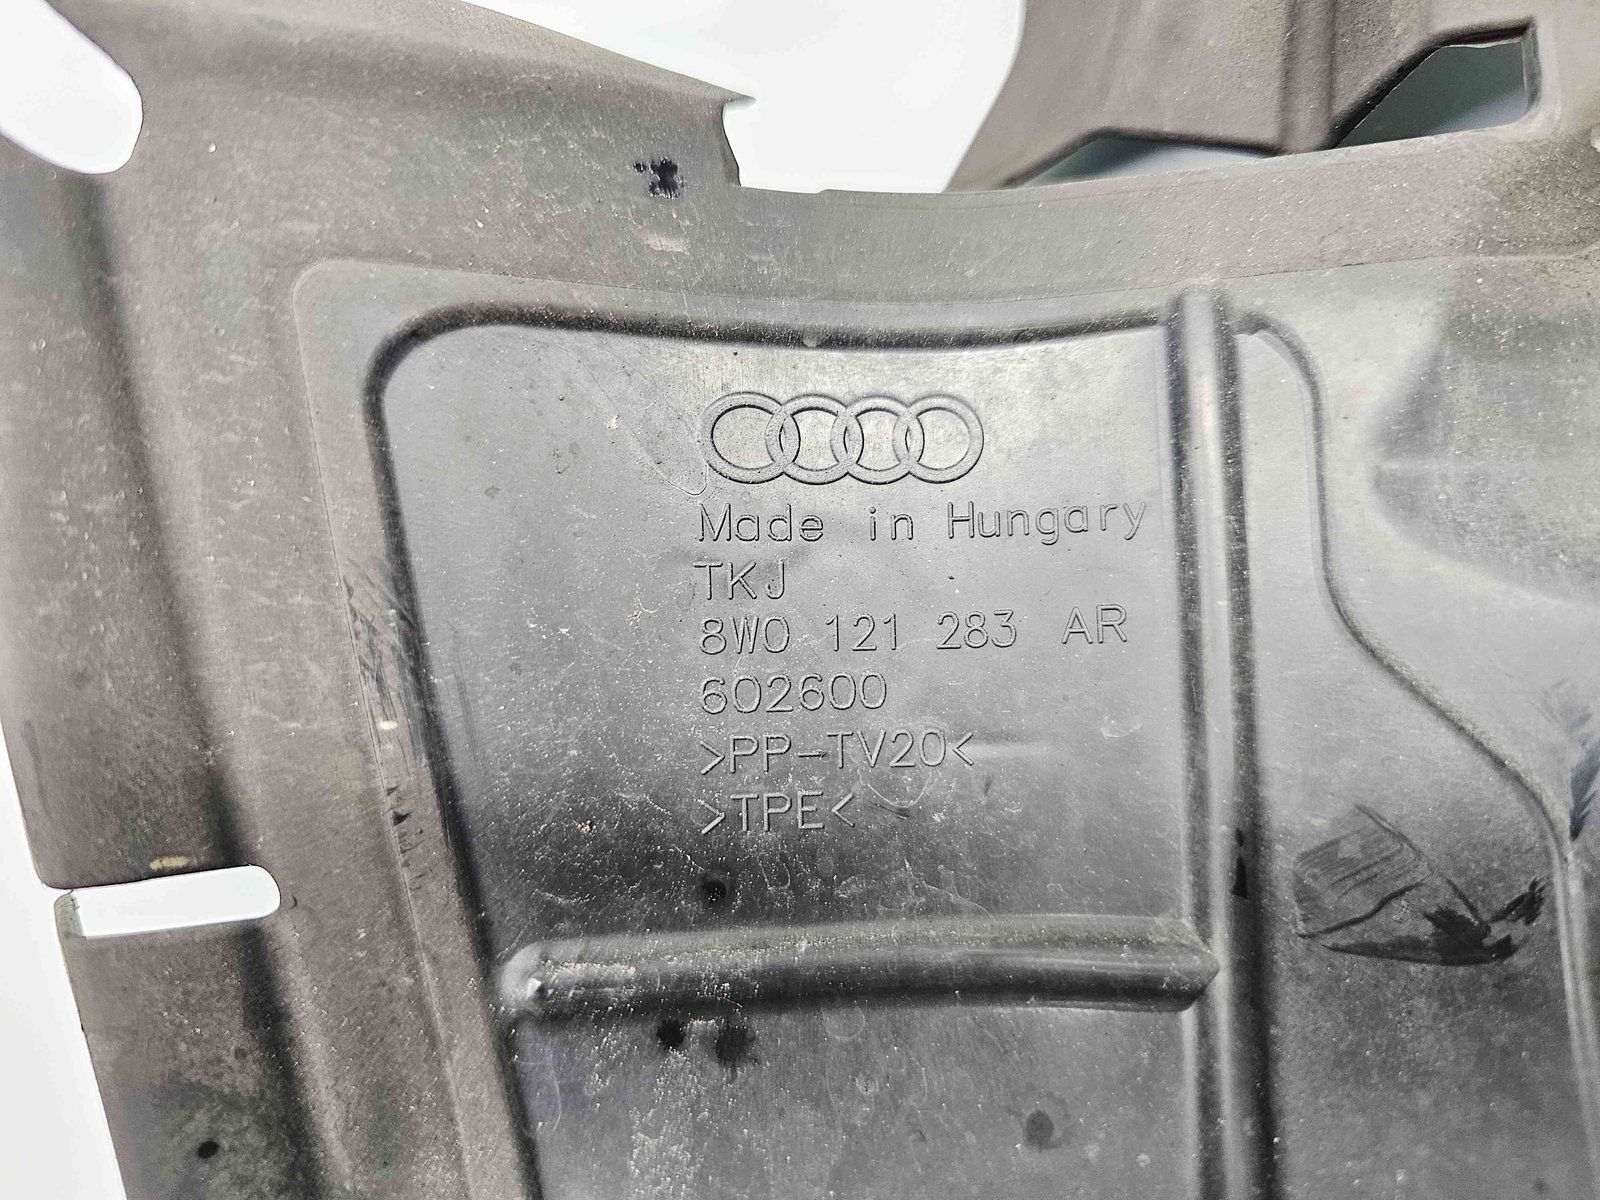 Made in Hungary
TKJ
8W0 121 283 AR
602600
>PP-TV20<
>TPE<